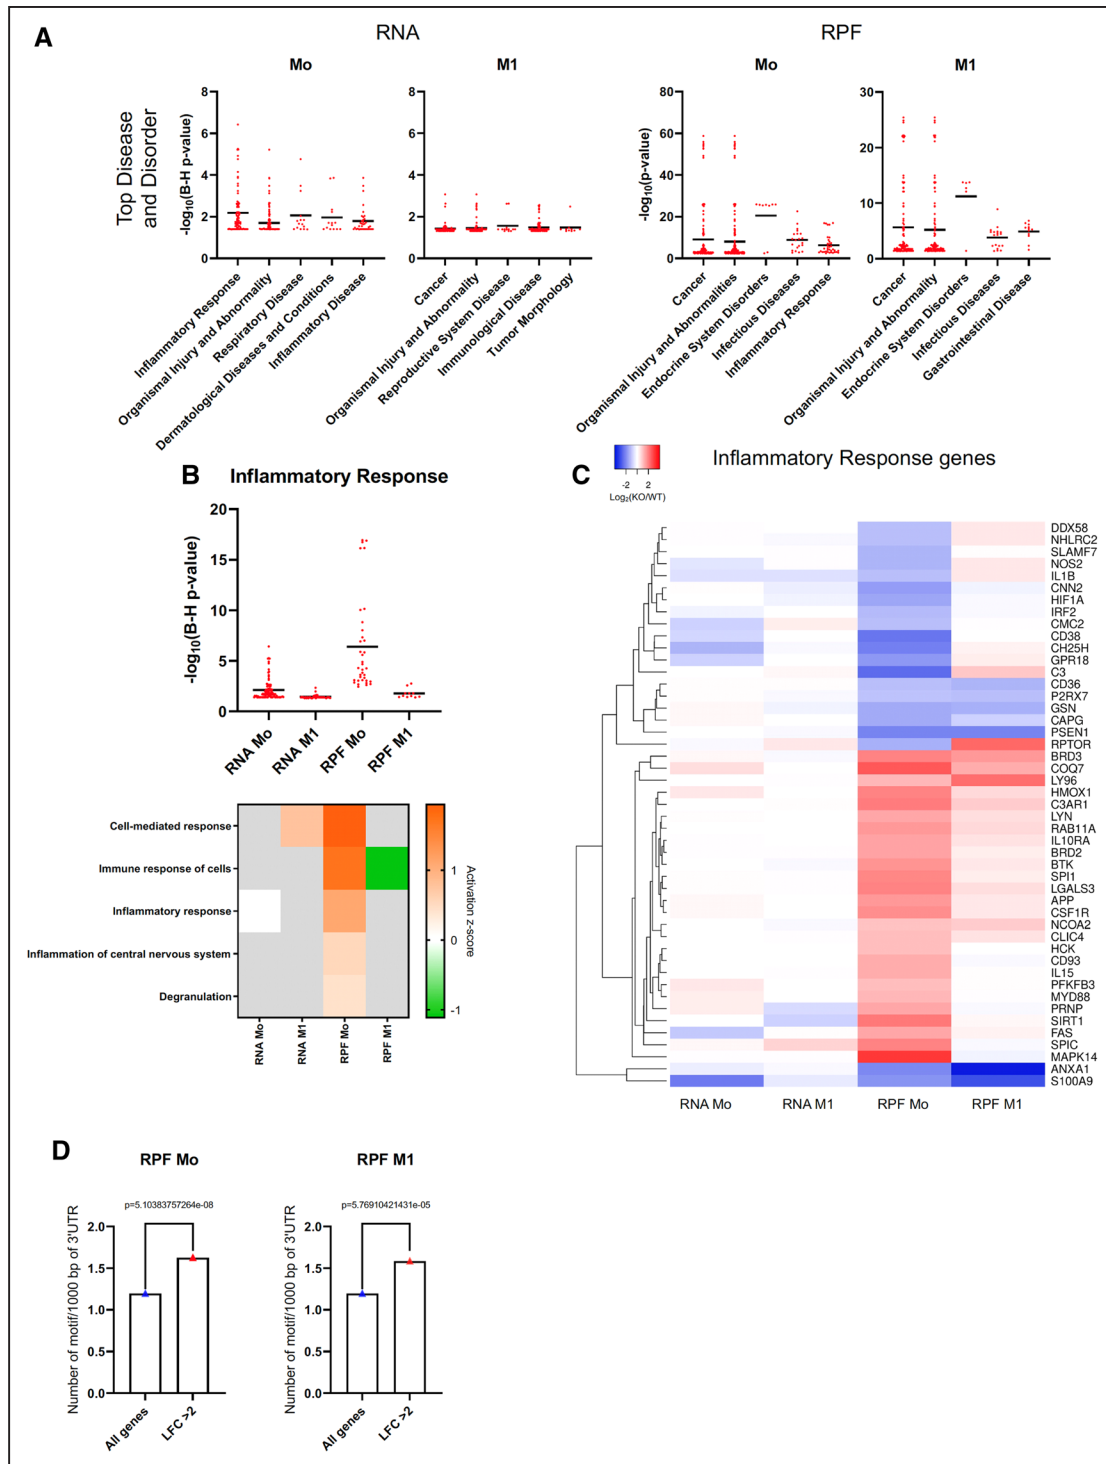 A
RNA
RPF
Mo
M1
Mo
M1
Top Disease
and Disorder
-log10(B-H p-value)
8
6
4
2
0
Inflammatory Response
Organismal Injury and Abnormality
Respiratory Disease
Dermatological Diseases and Conditions
Inflammatory Disease
8
6
4
2
0
Cancer
Organismal Injury and Abnormality
Reproductive System Disease
Immunological Disease
Tumor Morphology
-log10(p-value)
80
60
40
20
0
Cancer
Organismal Injury and Abnormalities
Endocrine System Disorders
Infectious Diseases
Inflammatory Response
30
20
10
0
Cancer
Organismal Injury and Abnormality
Endocrine System Disorders
Infectious Diseases
Gastrointestinal Disease
B
Inflammatory Response
-log10(B-H p-value)
20
15
10
5
0
RNA Mo
RNA M1
RPF Mo
RPF M1
Cell-mediated response
Immune response of cells
Inflammatory response
Inflammation of central nervous system
Degranulation
RNA Mo
RNA M1
RPF Mo
RPF M1
1
0
-1
Activation z-score
C
-2 2
Log2(KO/WT)
Inflammatory Response genes
DDX58
NHLRC2
SLAMF7
NOS2
IL1B
CNN2
HIF1A
IRF2
CMC2
CD38
CH25H
GPR18
C3
CD36
P2RX7
GSN
CAPG
PSEN1
RPTOR
BRD3
COQ7
LY96
HMOX1
C3AR1
LYN
RAB11A
IL10RA
BRD2
BTK
SPI1
LGALS3
APP
CSF1R
NCOA2
CLIC4
HCK
CD93
IL15
PFKFB3
MYD88
PRNP
SIRT1
FAS
SPIC
MAPK14
ANXA1
S100A9
RNA Mo
RNA M1
RPF Mo
RPF M1
D
RPF Mo
p=5.10383757264e-08
Number of motif/1000 bp of 3'UTR
2.0
1.5
1.0
0.5
0.0
All genes
LFC >2
RPF M1
p=5.76910421431e-05
Number of motif/1000 bp of 3'UTR
2.0
1.5
1.0
0.5
0.0
All genes
LFC >2